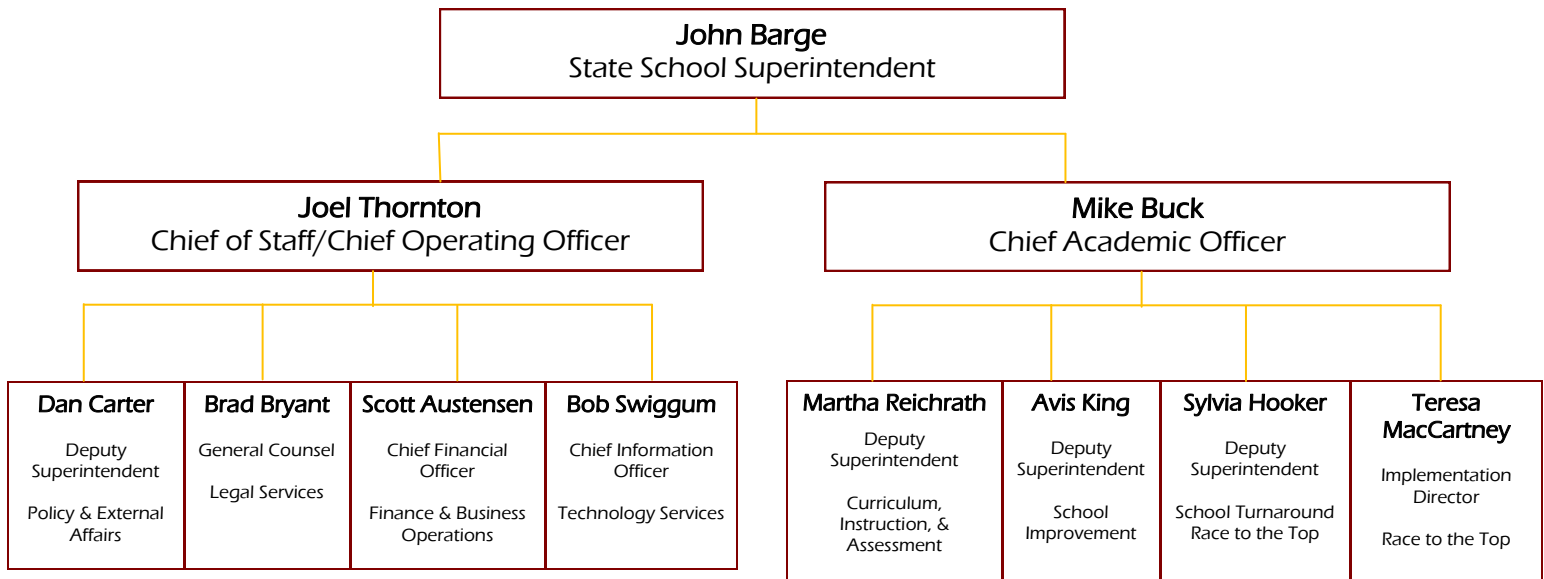 John Barge
State School Superintendent
Joel Thornton
Chief of Staff/Chief Operating Officer
Mike Buck
Chief Academic Officer
Dan Carter
Deputy
Superintendent
Policy & External
Affairs
Brad Bryant
General Counsel
Legal Services
Scott Austensen
Chief Financial
Officer
Finance & Business
Operations
Bob Swiggum
Chief Information
Officer
Technology Services
Martha Reichrath
Deputy
Superintendent
Curriculum,
Instruction, &
Assessment
Avis King
Deputy
Superintendent
School
Improvement
Sylvia Hooker
Deputy
Superintendent
School Turnaround
Race to the Top
Teresa
MacCartney
Implementation
Director
Race to the Top